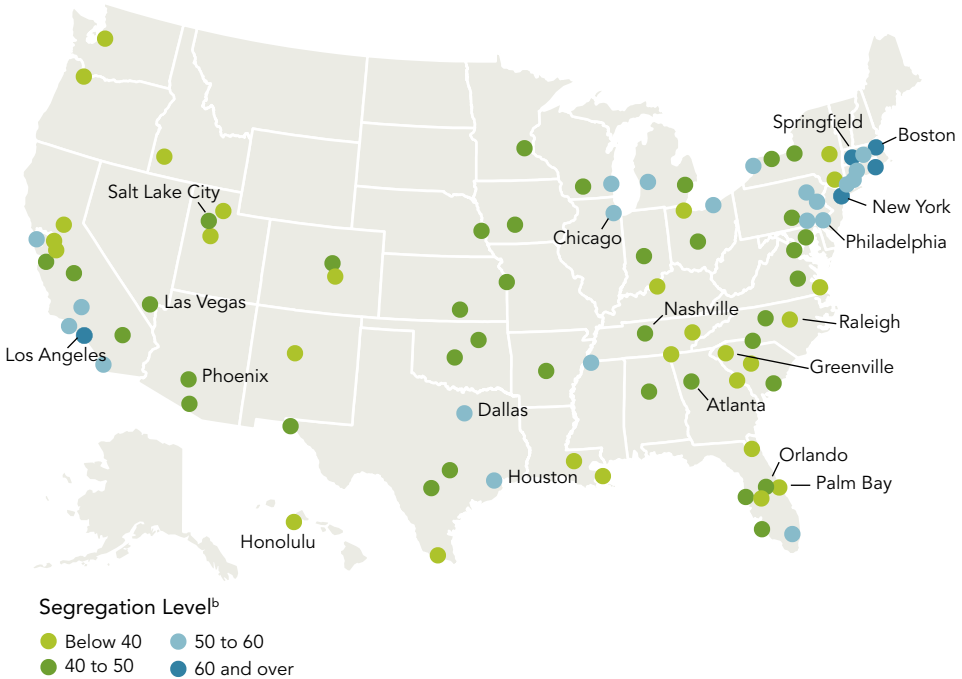 Springfield
Boston
Salt Lake City
New York
Chicago
Philadelphia
Las Vegas
Nashville
Raleigh
Los Angeles
Greenville
Phoenix
Atlanta
Dallas
Orlando
Houston
Palm Bay
Honolulu
Segregation Levelᵇ
Below 40
50 to 60
40 to 50
60 and over